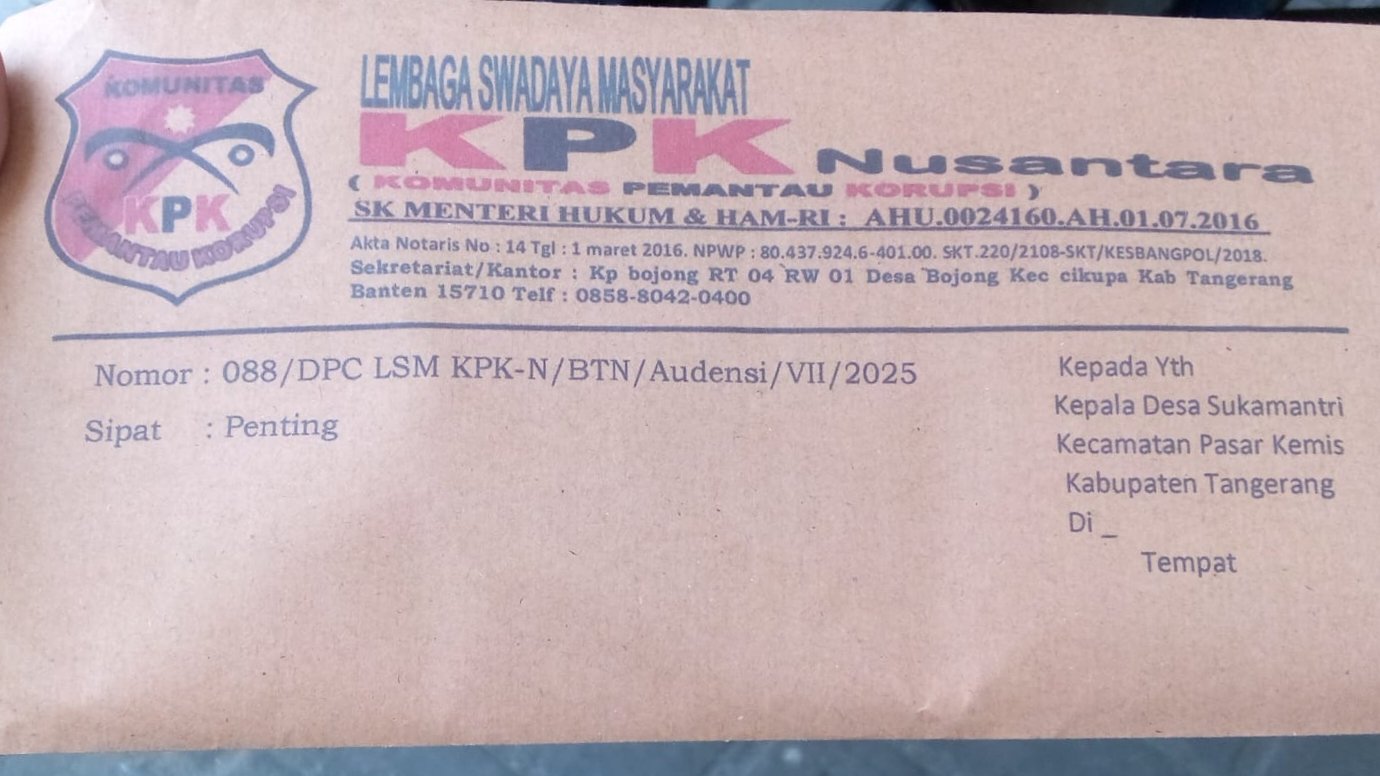 KOMUNITAS
KPK
PEMANTAU KORUPSI
LEMBAGA SWADAYA MASYARAKAT
KPK Nusantara
( KOMUNITAS PEMANTAU KORUPSI )
SK MENTERI HUKUM & HAM-RI : AHU.0024160.AH.01.07.2016
Akta Notaris No : 14 Tgl : 1 maret 2016. NPWP : 80.437.924.6-401.00. SKT.220/2108-SKT/KESBANGPOL/2018.
Sekretariat/Kantor : Kp bojong RT 04 RW 01 Desa Bojong Kec cikupa Kab Tangerang
Banten 15710 Telf : 0858-8042-0400
Nomor : 088/DPC LSM KPK-N/BTN/Audensi/VII/2025
Sipat : Penting
Kepada Yth
Kepala Desa Sukamantri
Kecamatan Pasar Kemis
Kabupaten Tangerang
Di _
Tempat